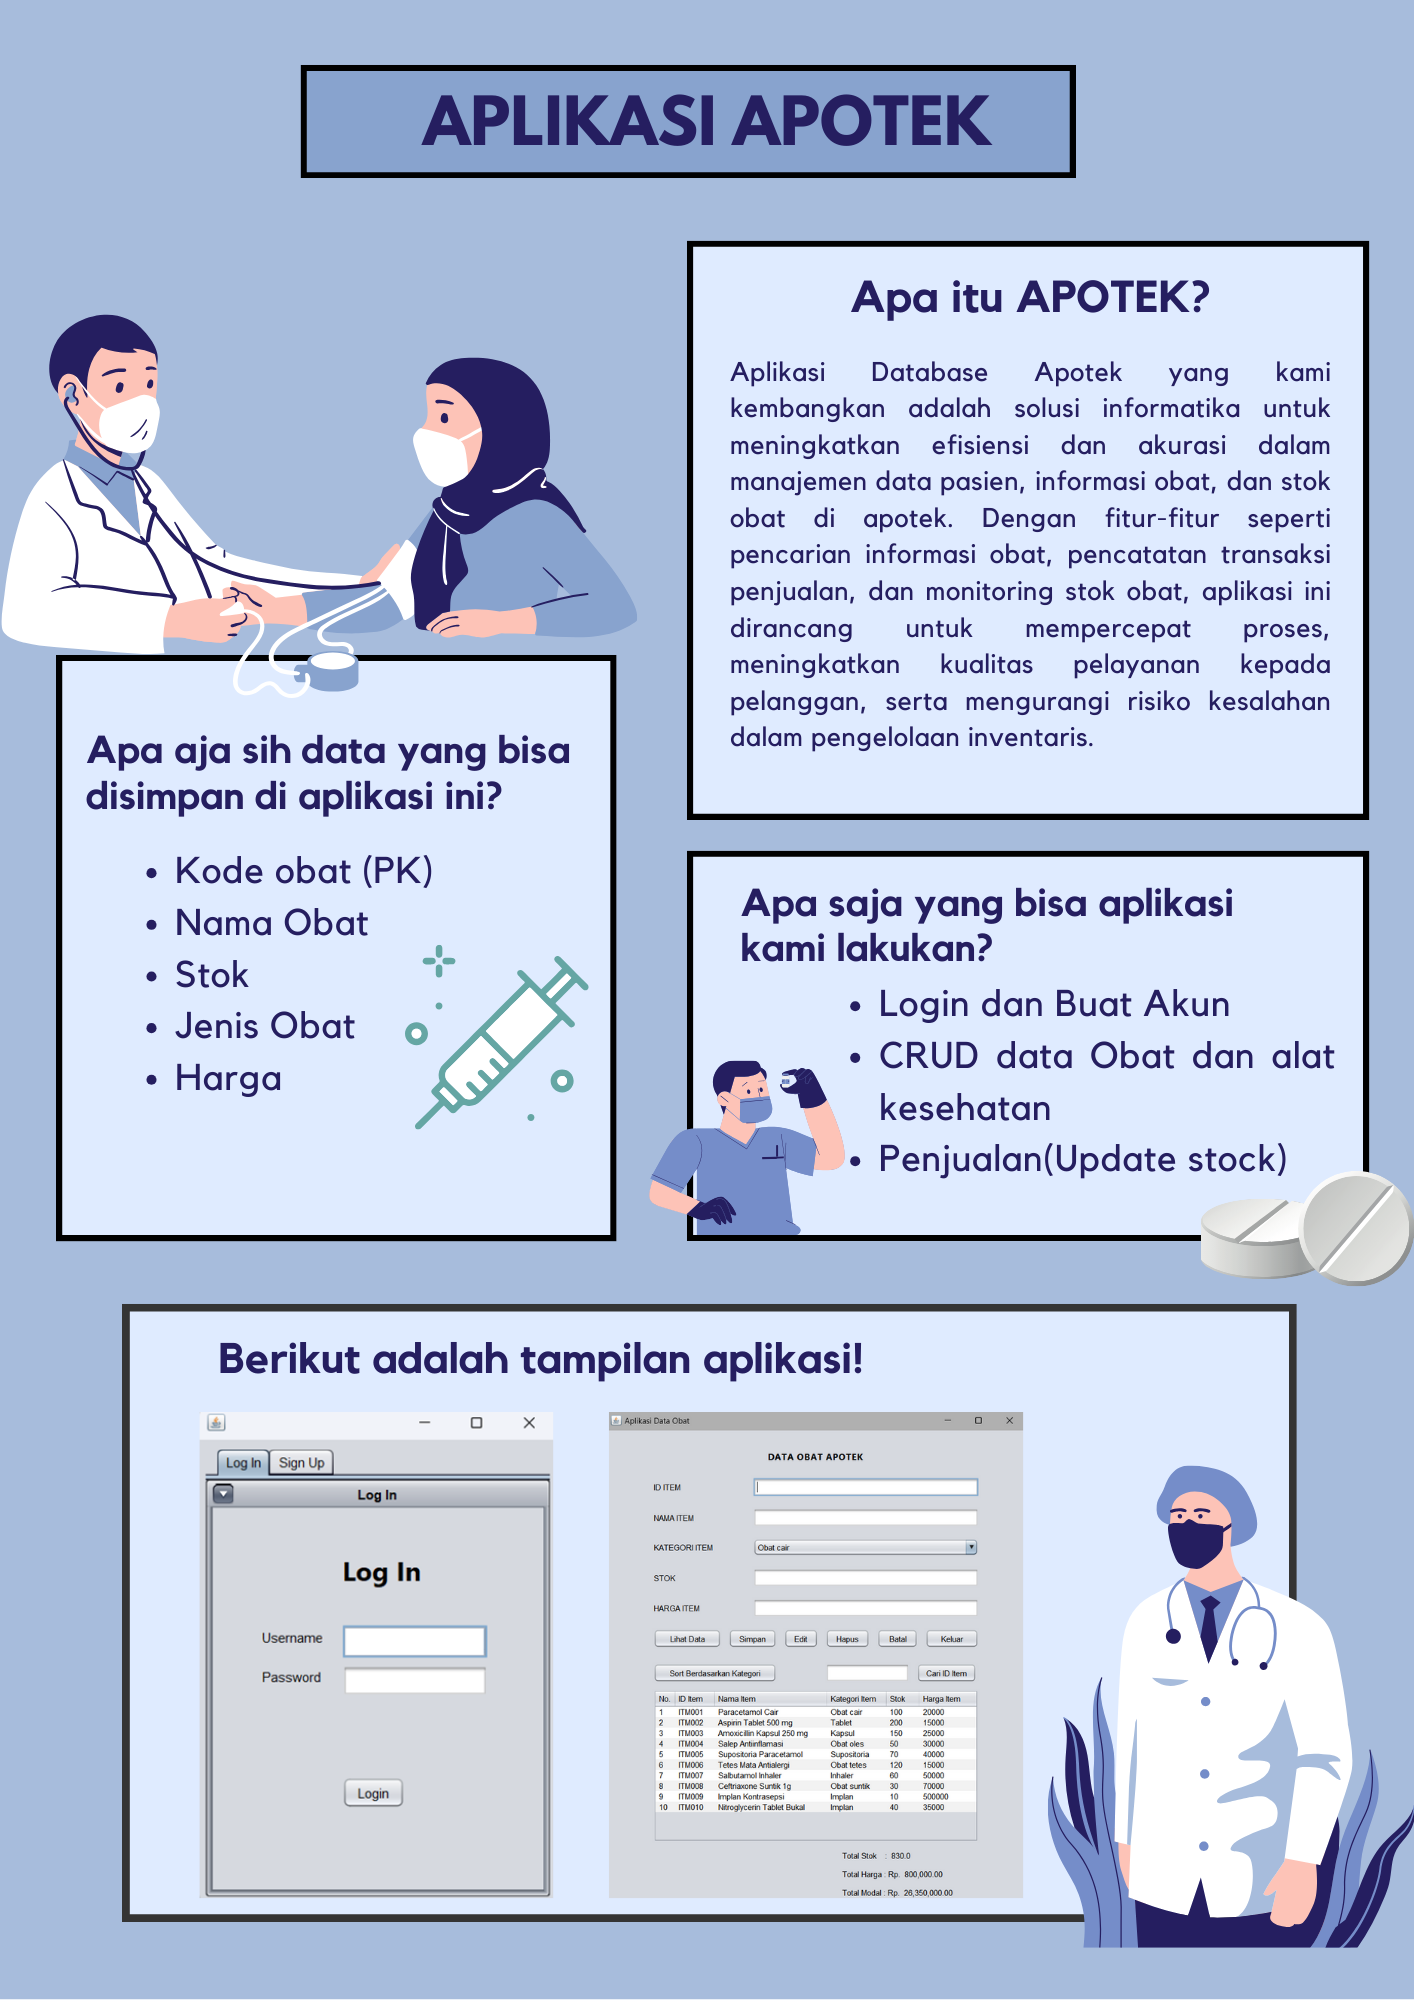 APLIKASI APOTEK
Apa itu APOTEK?
Aplikasi Database Apotek yang kami
kembangkan adalah solusi informatika untuk
meningkatkan efisiensi dan akurasi dalam
manajemen data pasien, informasi obat, dan stok
obat di apotek. Dengan fitur-fitur seperti
pencarian informasi obat, pencatatan transaksi
penjualan, dan monitoring stok obat, aplikasi ini
dirancang untuk mempercepat proses,
meningkatkan kualitas pelayanan kepada
pelanggan, serta mengurangi risiko kesalahan
dalam pengelolaan inventaris.
Apa aja sih data yang bisa
disimpan di aplikasi ini?
• Kode obat (PK)
• Nama Obat
• Stok
• Jenis Obat
• Harga
Apa saja yang bisa aplikasi
kami lakukan?
• Login dan Buat Akun
• CRUD data Obat dan alat
kesehatan
• Penjualan(Update stock)
Berikut adalah tampilan aplikasi!
Log In Sign Up
Log In
Log In
Username
Password
Login
Aplikasi Data Obat
DATA OBAT APOTEK
ID ITEM
NAMA ITEM
KATEGORI ITEM Obat cair
STOK
HARGA ITEM
Lihat Data Simpan Edit Hapus Batal Keluar
Sort Berdasarkan Kategori Cari ID Item
No. ID Item Nama Item Kategori Item Stok Harga Item
1 ITM001 Paracetamol Cair Obat cair 100 20000
2 ITM002 Aspirin Tablet 500 mg Tablet 200 15000
3 ITM003 Amoxicillin Kapsul 250 mg Kapsul 150 25000
4 ITM004 Salep Antiinflamasi Obat oles 50 30000
5 ITM005 Supositoria Paracetamol Supositoria 70 40000
6 ITM006 Tetes Mata Antialergi Obat tetes 120 15000
7 ITM007 Salbutamol Inhaler Inhaler 60 50000
8 ITM008 Ceftriaxone Suntik 1g Obat suntik 30 70000
9 ITM009 Implan Kontrasepsi Implan 10 500000
10 ITM010 Nitroglycerin Tablet Bukal Implan 40 35000
Total Stok : 830.0
Total Harga : Rp. 800,000.00
Total Modal : Rp. 26,350,000.00